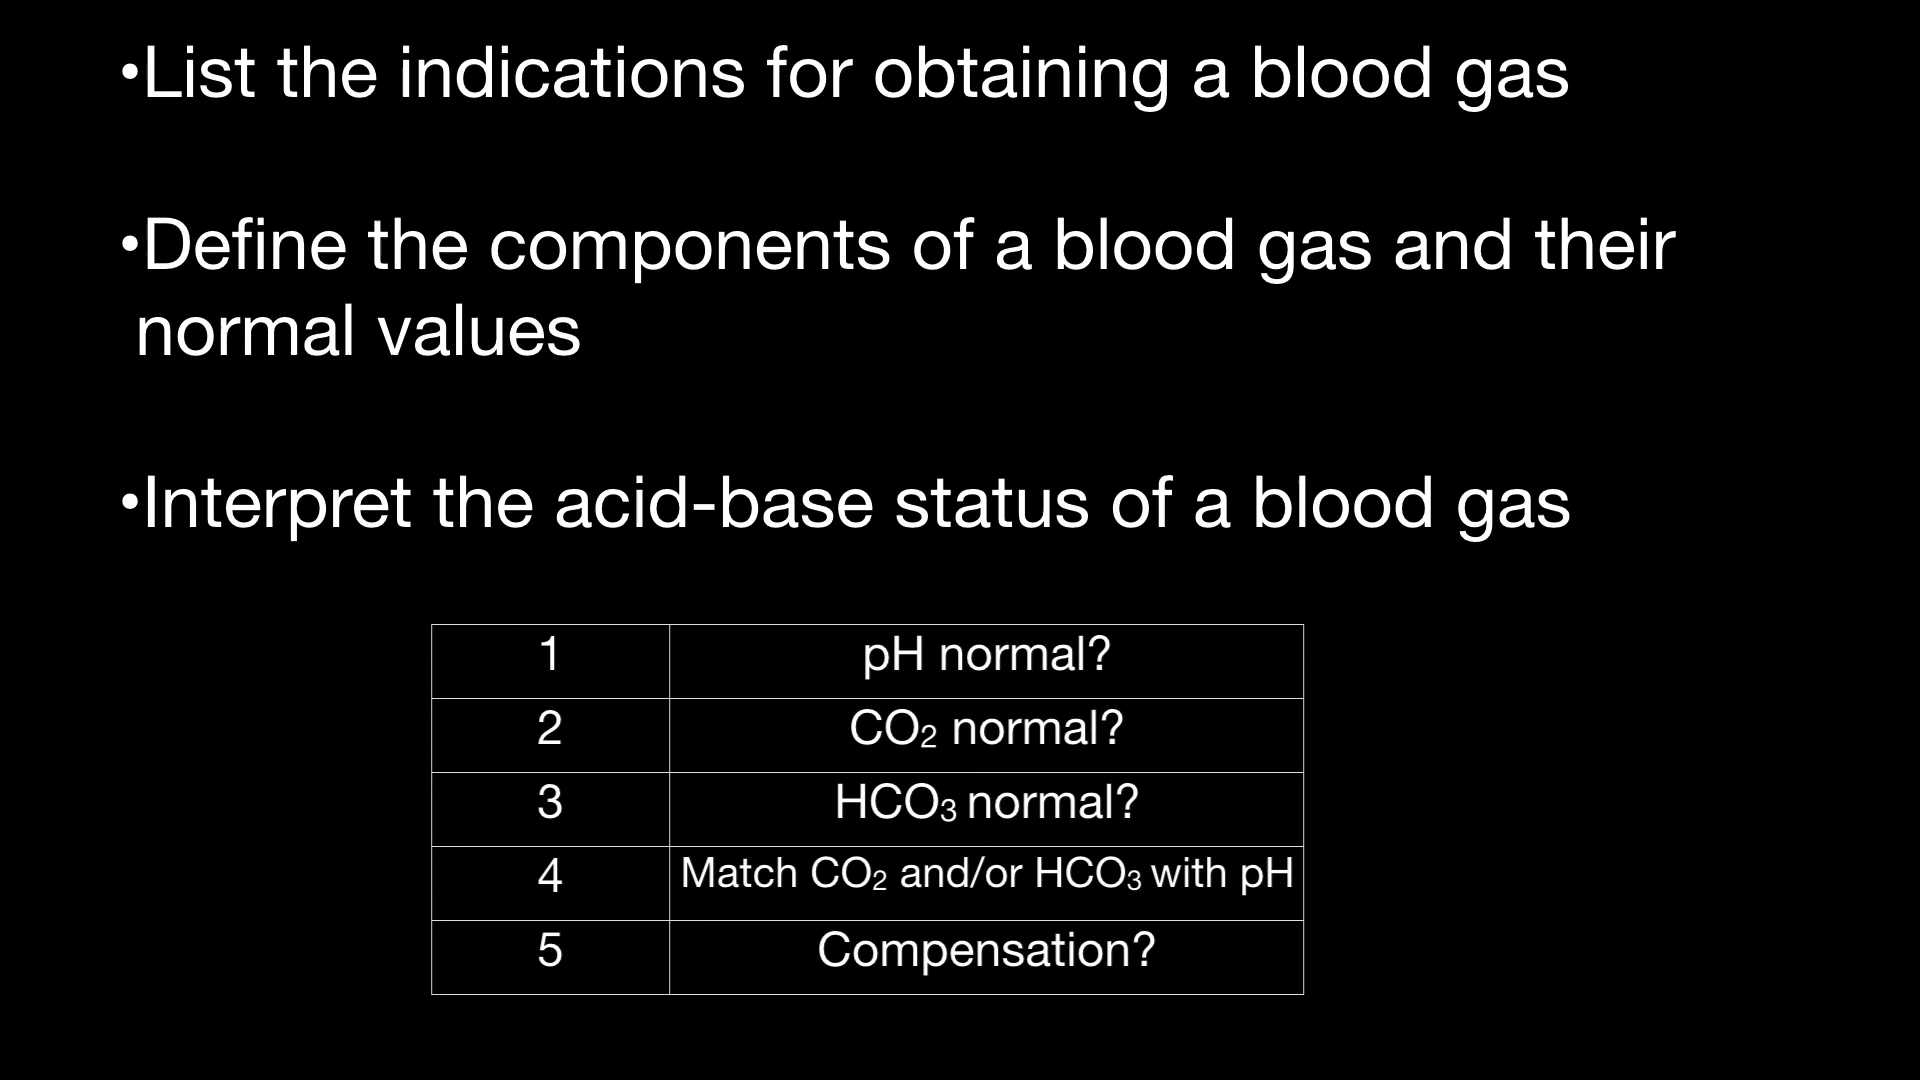 •List the indications for obtaining a blood gas
•Define the components of a blood gas and their
normal values
•Interpret the acid-base status of a blood gas
1 pH normal?
2 CO₂ normal?
3 HCO₃ normal?
4 Match CO₂ and/or HCO₃ with pH
5 Compensation?